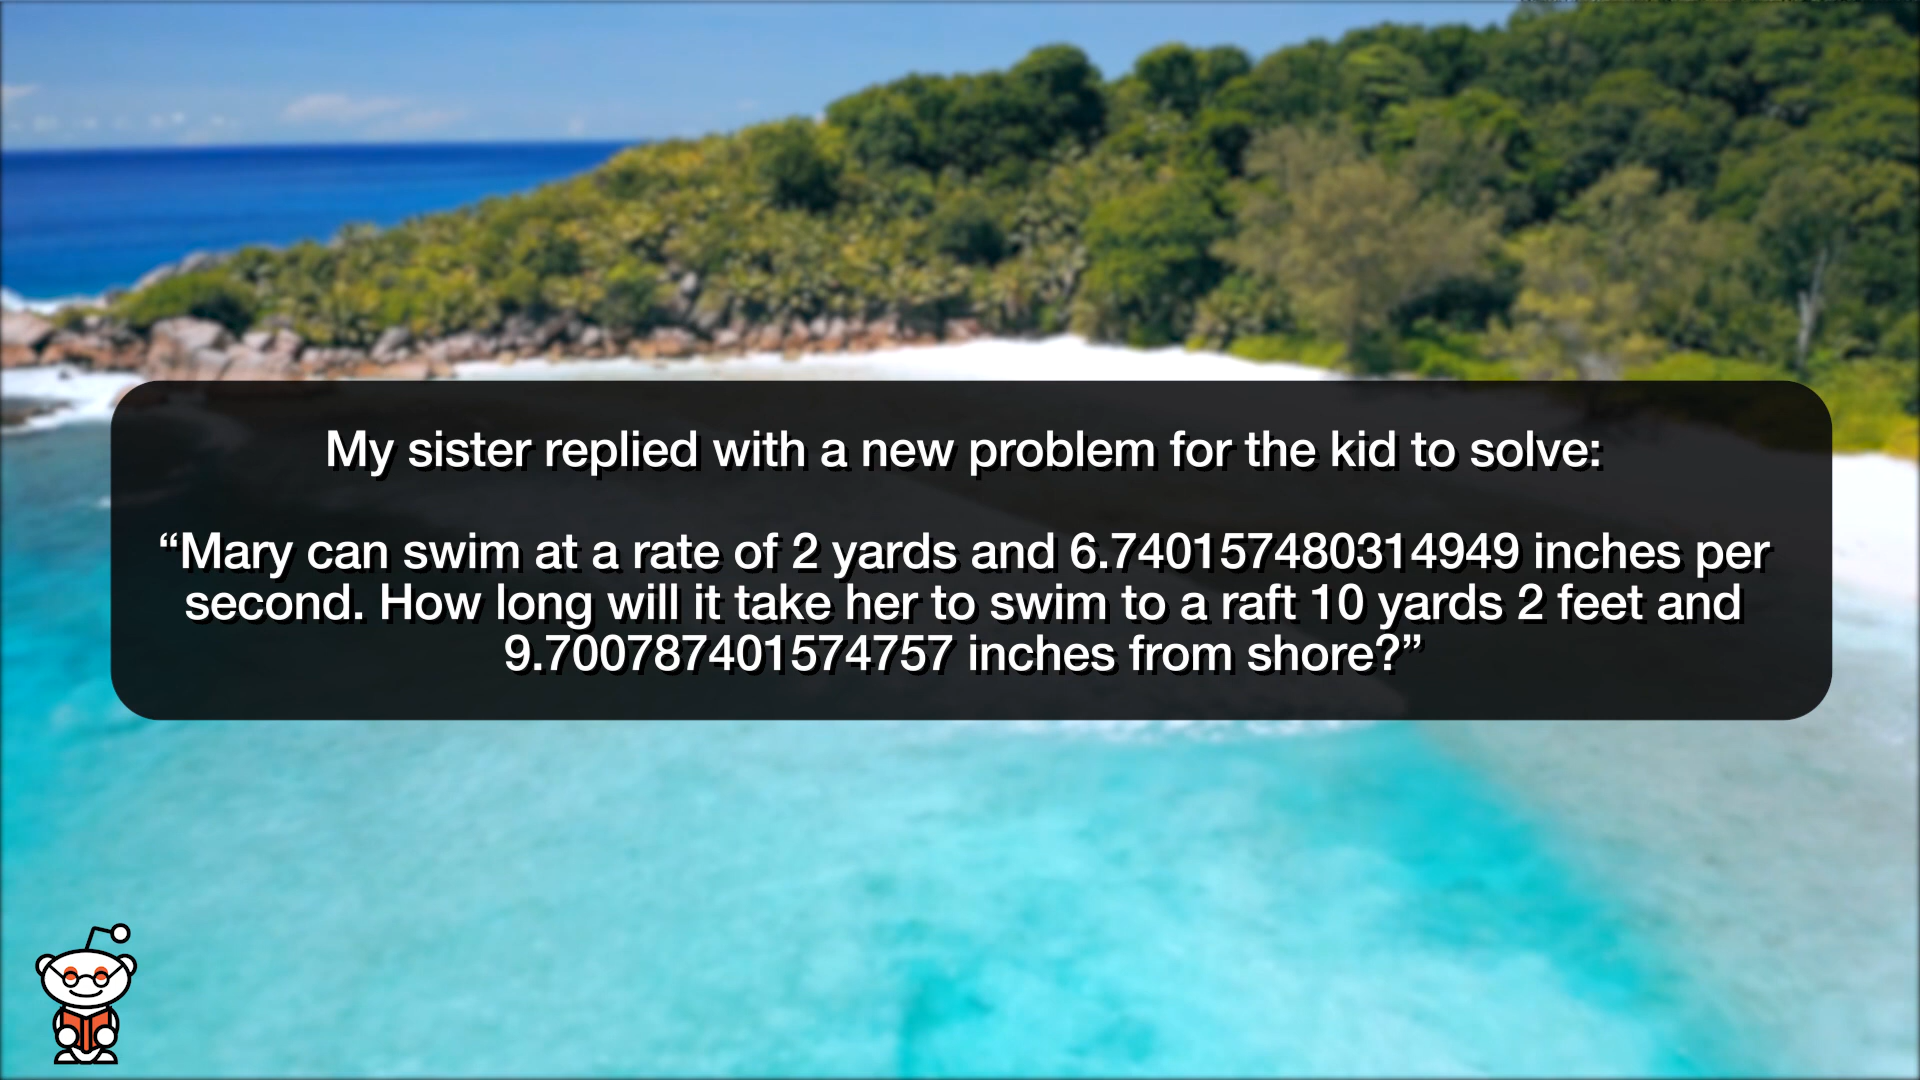 My sister replied with a new problem for the kid to solve:
“Mary can swim at a rate of 2 yards and 6.740157480314949 inches per
second. How long will it take her to swim to a raft 10 yards 2 feet and
9.700787401574757 inches from shore?”